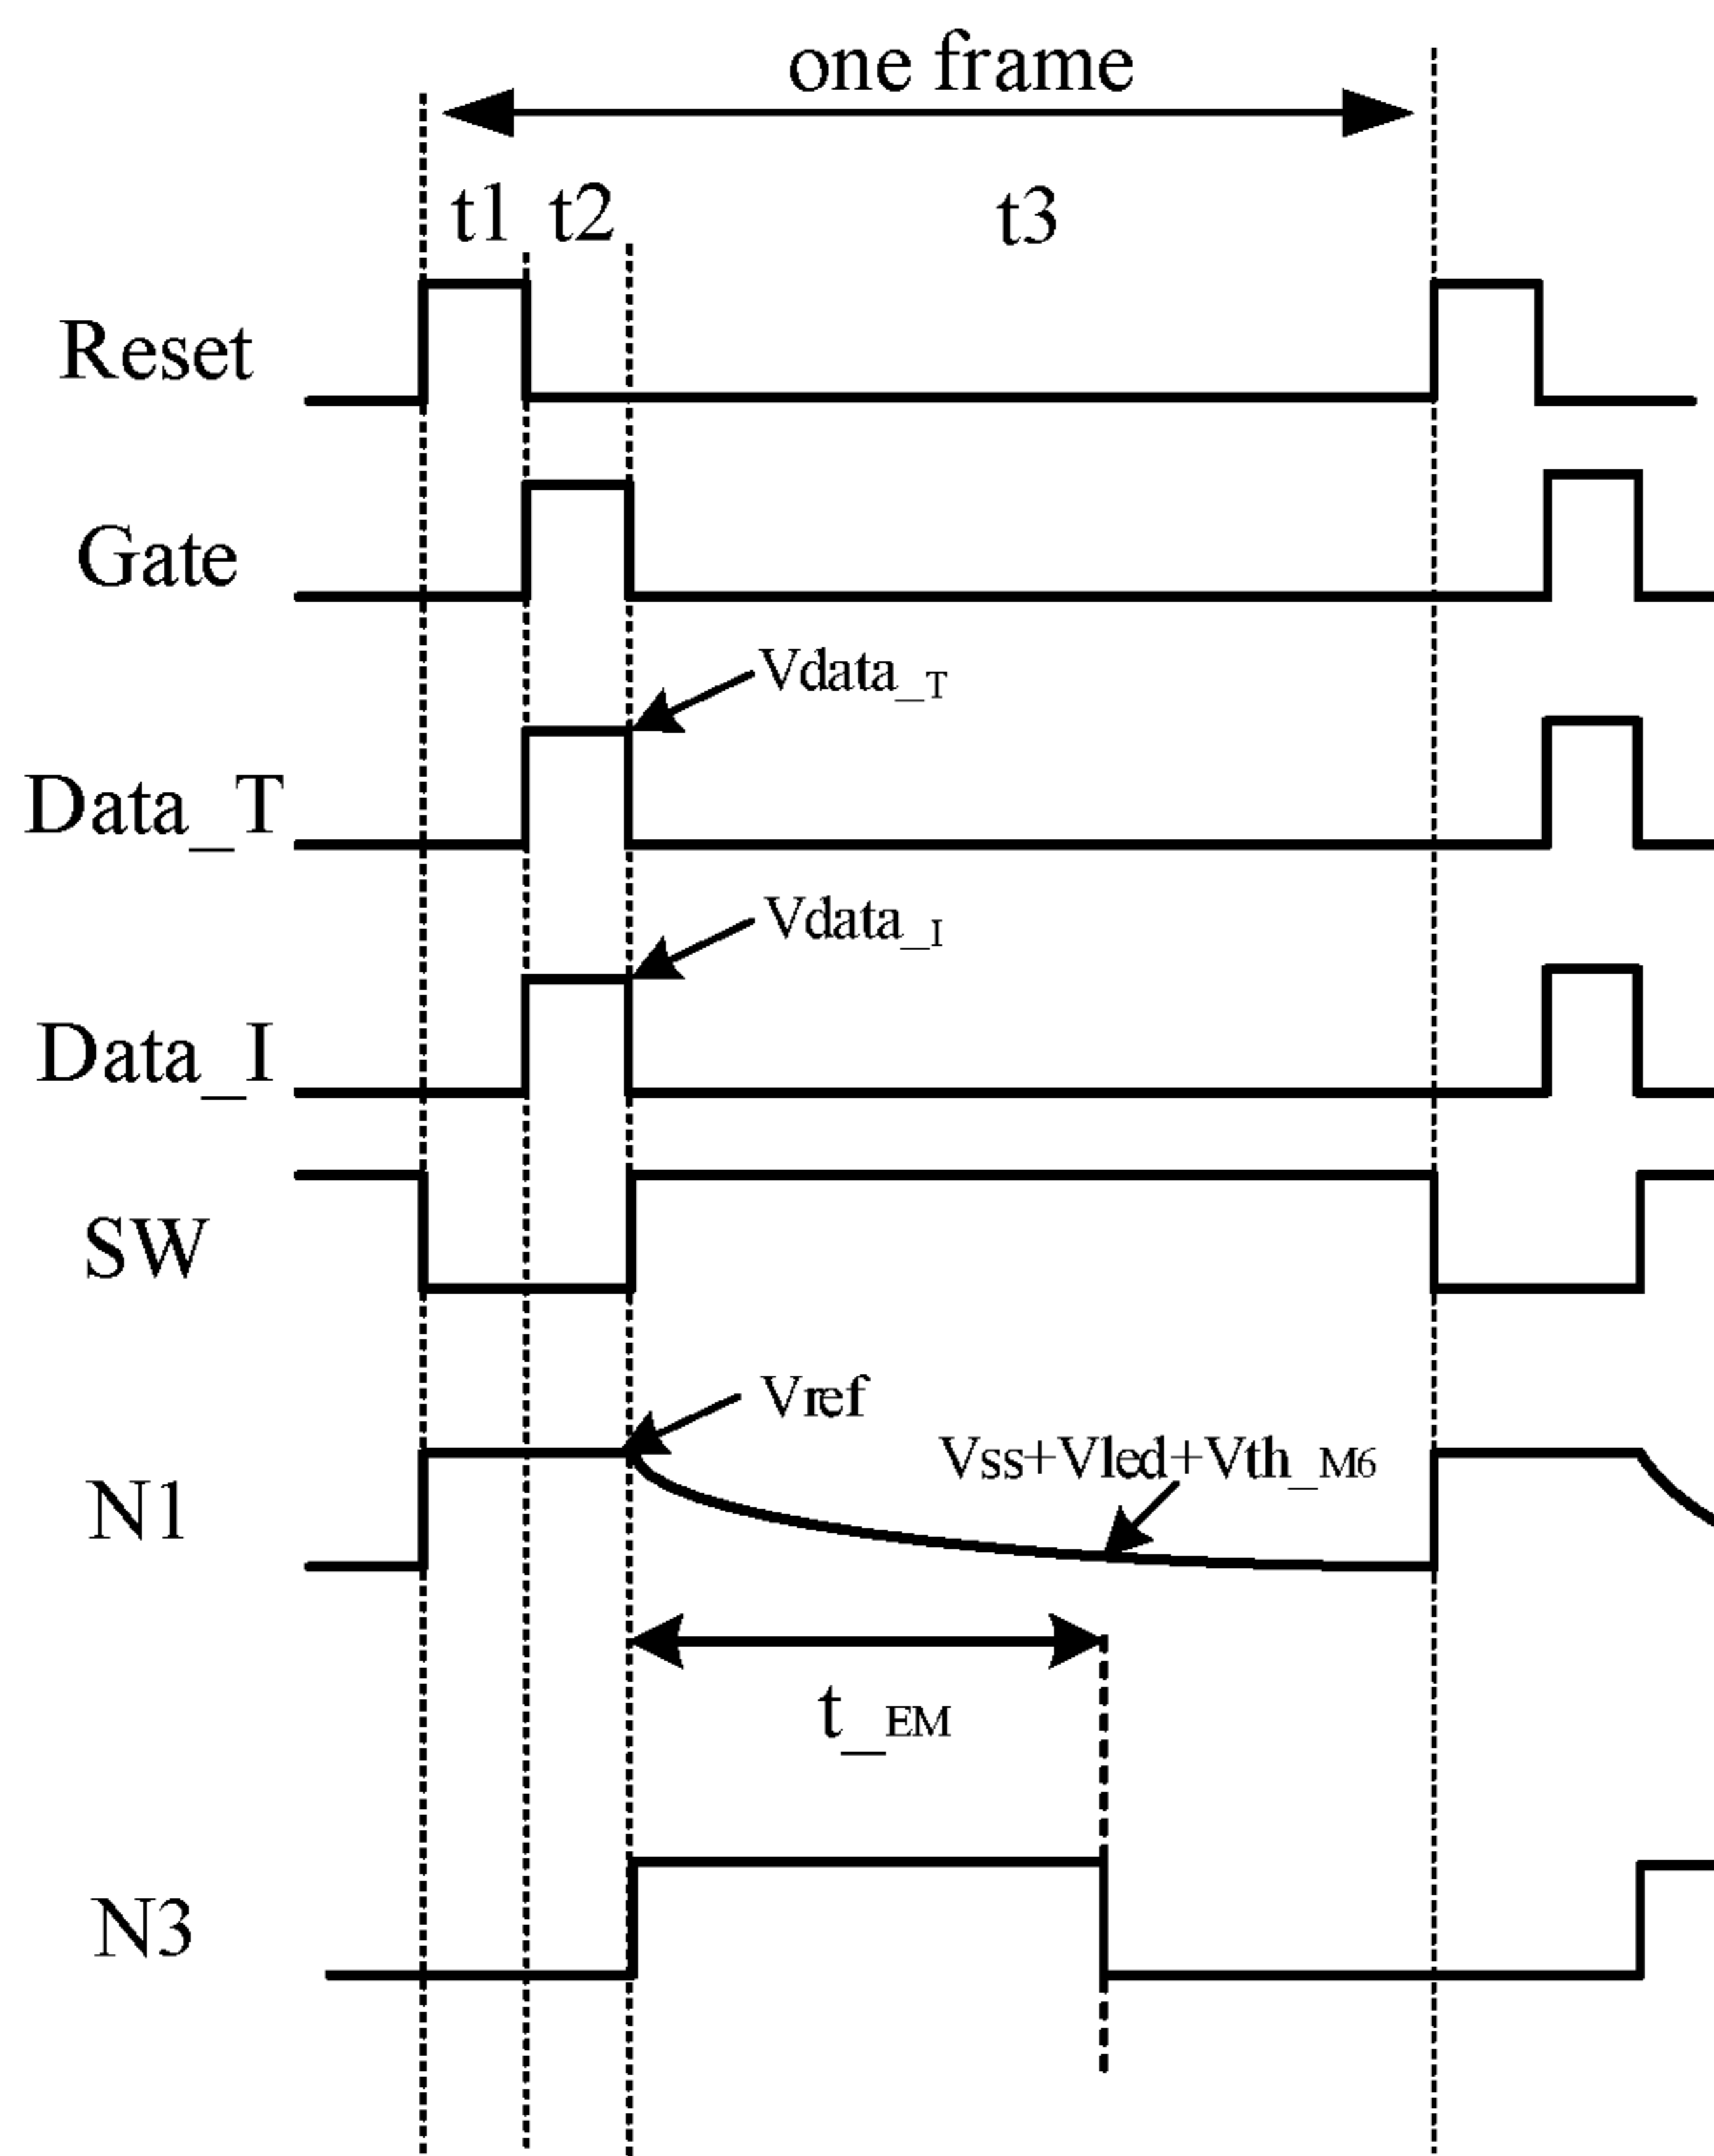 one frame
t1 t2 t3
Reset
Gate
Vdata_T
Data_T
Vdata_I
Data_I
SW
Vref
Vss+Vled+Vth_M6
N1
t_EM
N3